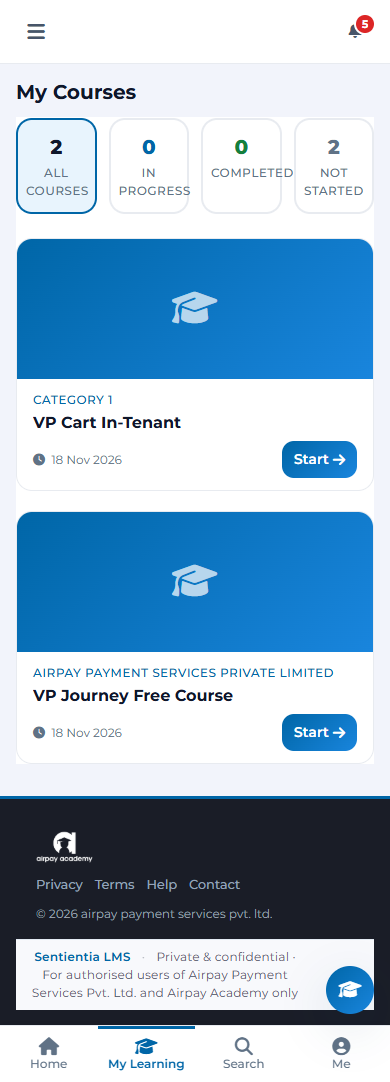 5
My Courses
2
ALL
COURSES
0
IN
PROGRESS
0
COMPLETED
2
NOT
STARTED
CATEGORY 1
VP Cart In-Tenant
18 Nov 2026
Start →
AIRPAY PAYMENT SERVICES PRIVATE LIMITED
VP Journey Free Course
18 Nov 2026
Start →
airpay academy
Privacy Terms Help Contact
© 2026 airpay payment services pvt. ltd.
Sentientia LMS · Private & confidential ·
For authorised users of Airpay Payment
Services Pvt. Ltd. and Airpay Academy only
Home My Learning Search Me